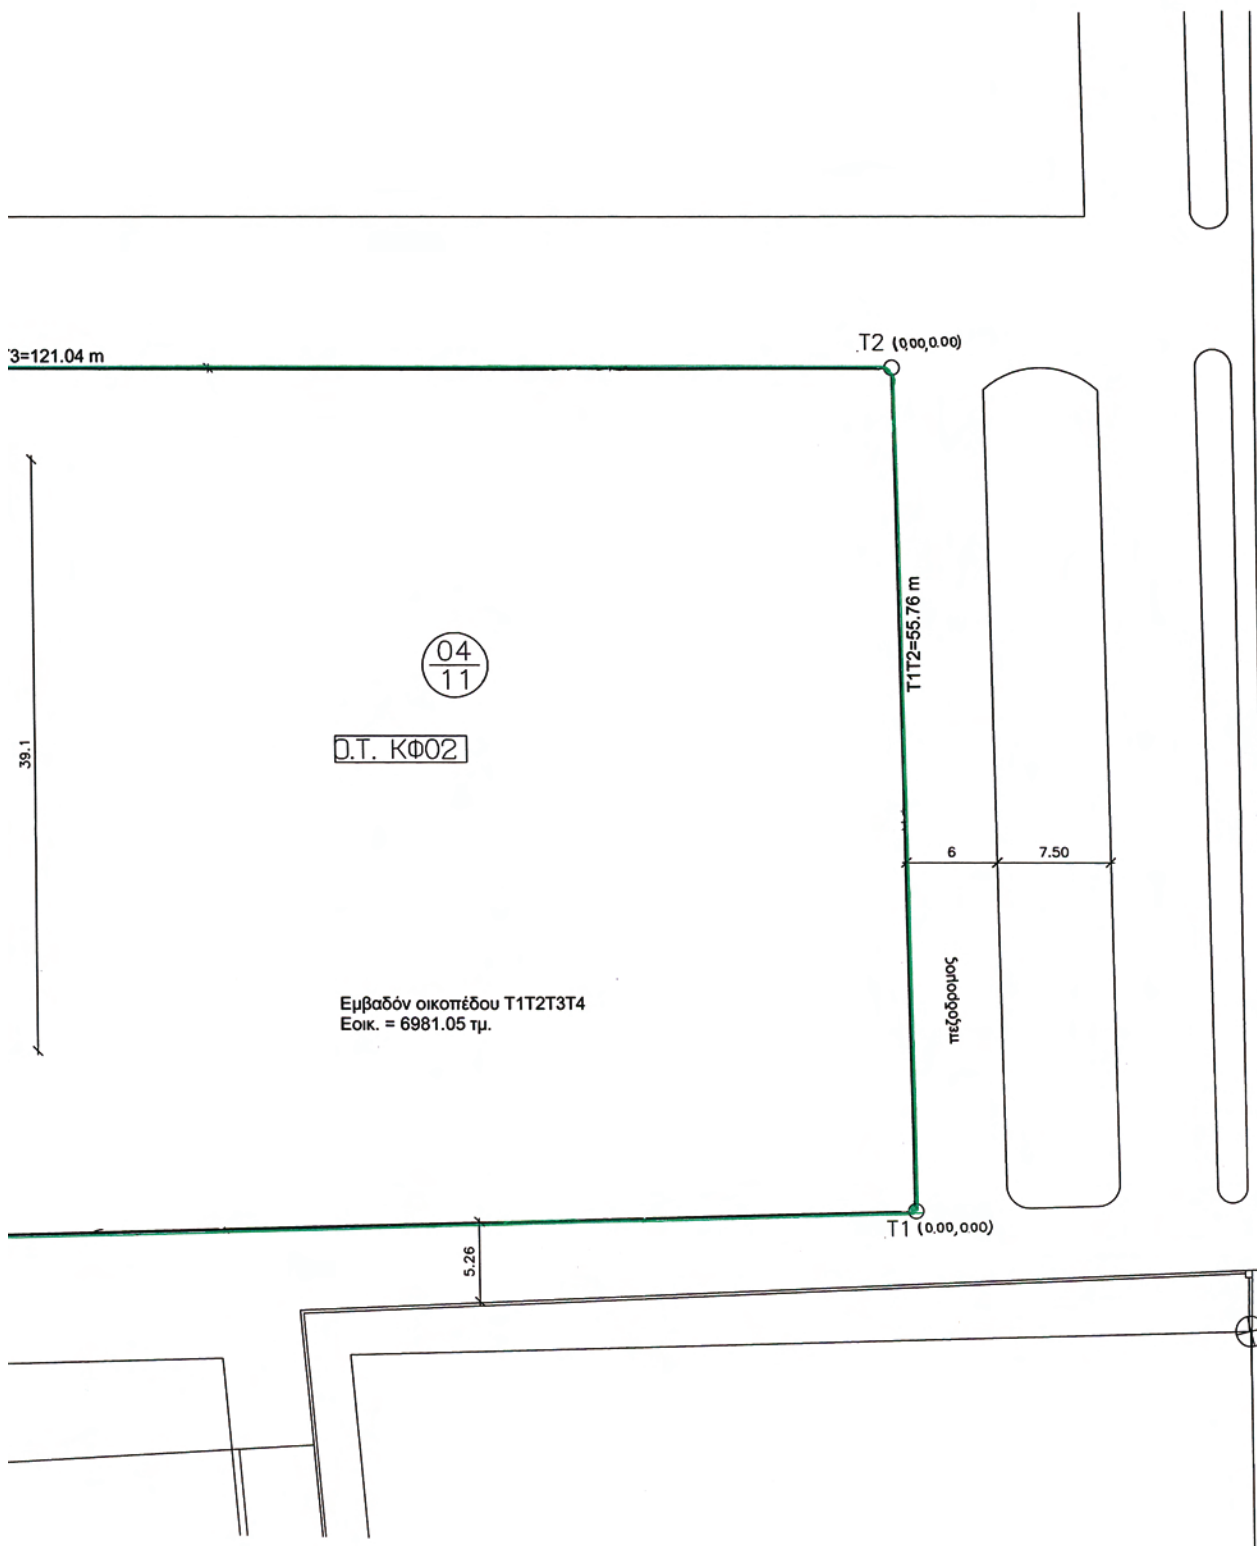 T2 (0,00,0.00)
T3=121.04 m
T1T2=55.76 m
04
11
39.1
Ο.Τ. ΚΦ02
6
7.50
πεζοδρομος
Εμβαδόν οικοπέδου Τ1Τ2Τ3Τ4
Εοικ. = 6981.05 τμ.
T1 (0.00,0.00)
5.26